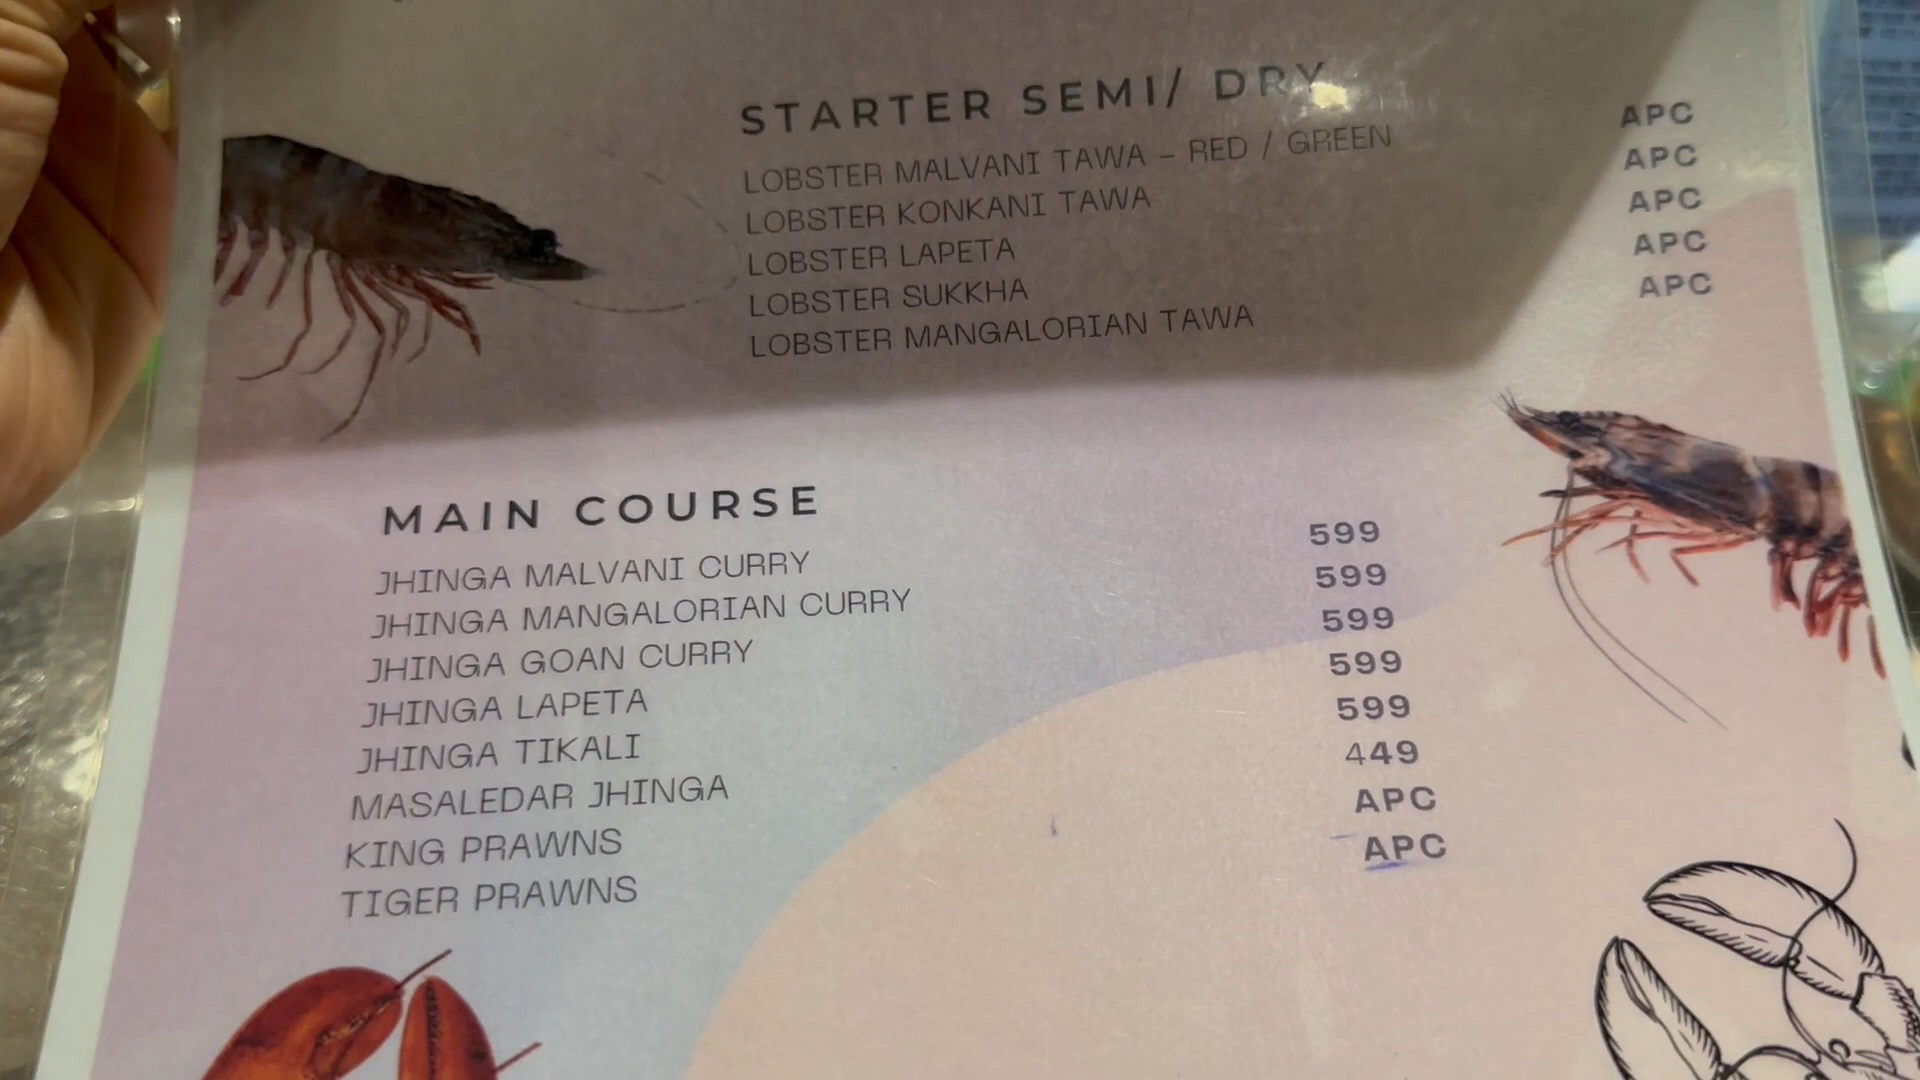 STARTER SEMI/ DRY
LOBSTER MALVANI TAWA – RED / GREEN APC
LOBSTER KONKANI TAWA APC
LOBSTER LAPETA APC
LOBSTER SUKKHA APC
LOBSTER MANGALORIAN TAWA APC
MAIN COURSE
JHINGA MALVANI CURRY 599
JHINGA MANGALORIAN CURRY 599
JHINGA GOAN CURRY 599
JHINGA LAPETA 599
JHINGA TIKALI 599
MASALEDAR JHINGA 449
KING PRAWNS APC
TIGER PRAWNS APC